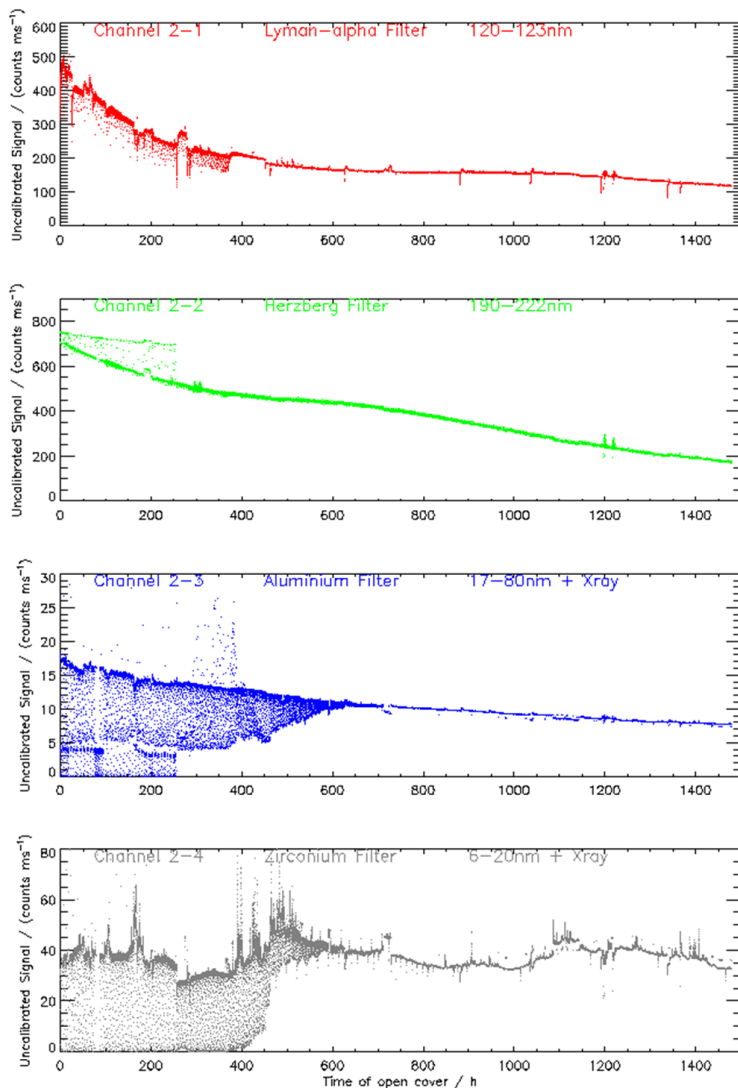 Channel 2-1 Lyman-alpha Filter 120-123nm
Uncalibrated Signal / (counts ms⁻¹)
600
500
400
300
200
100
0
0 200 400 600 800 1000 1200 1400
Channel 2-2 Herzberg Filter 190-222nm
Uncalibrated Signal / (counts ms⁻¹)
800
600
400
200
0
0 200 400 600 800 1000 1200 1400
Channel 2-3 Aluminium Filter 17-80nm + Xray
Uncalibrated Signal / (counts ms⁻¹)
30
25
20
15
10
5
0
0 200 400 600 800 1000 1200 1400
Channel 2-4 Zirconium Filter 6-20nm + Xray
Uncalibrated Signal / (counts ms⁻¹)
80
60
40
20
0
0 200 400 600 800 1000 1200 1400
Time of open cover / h